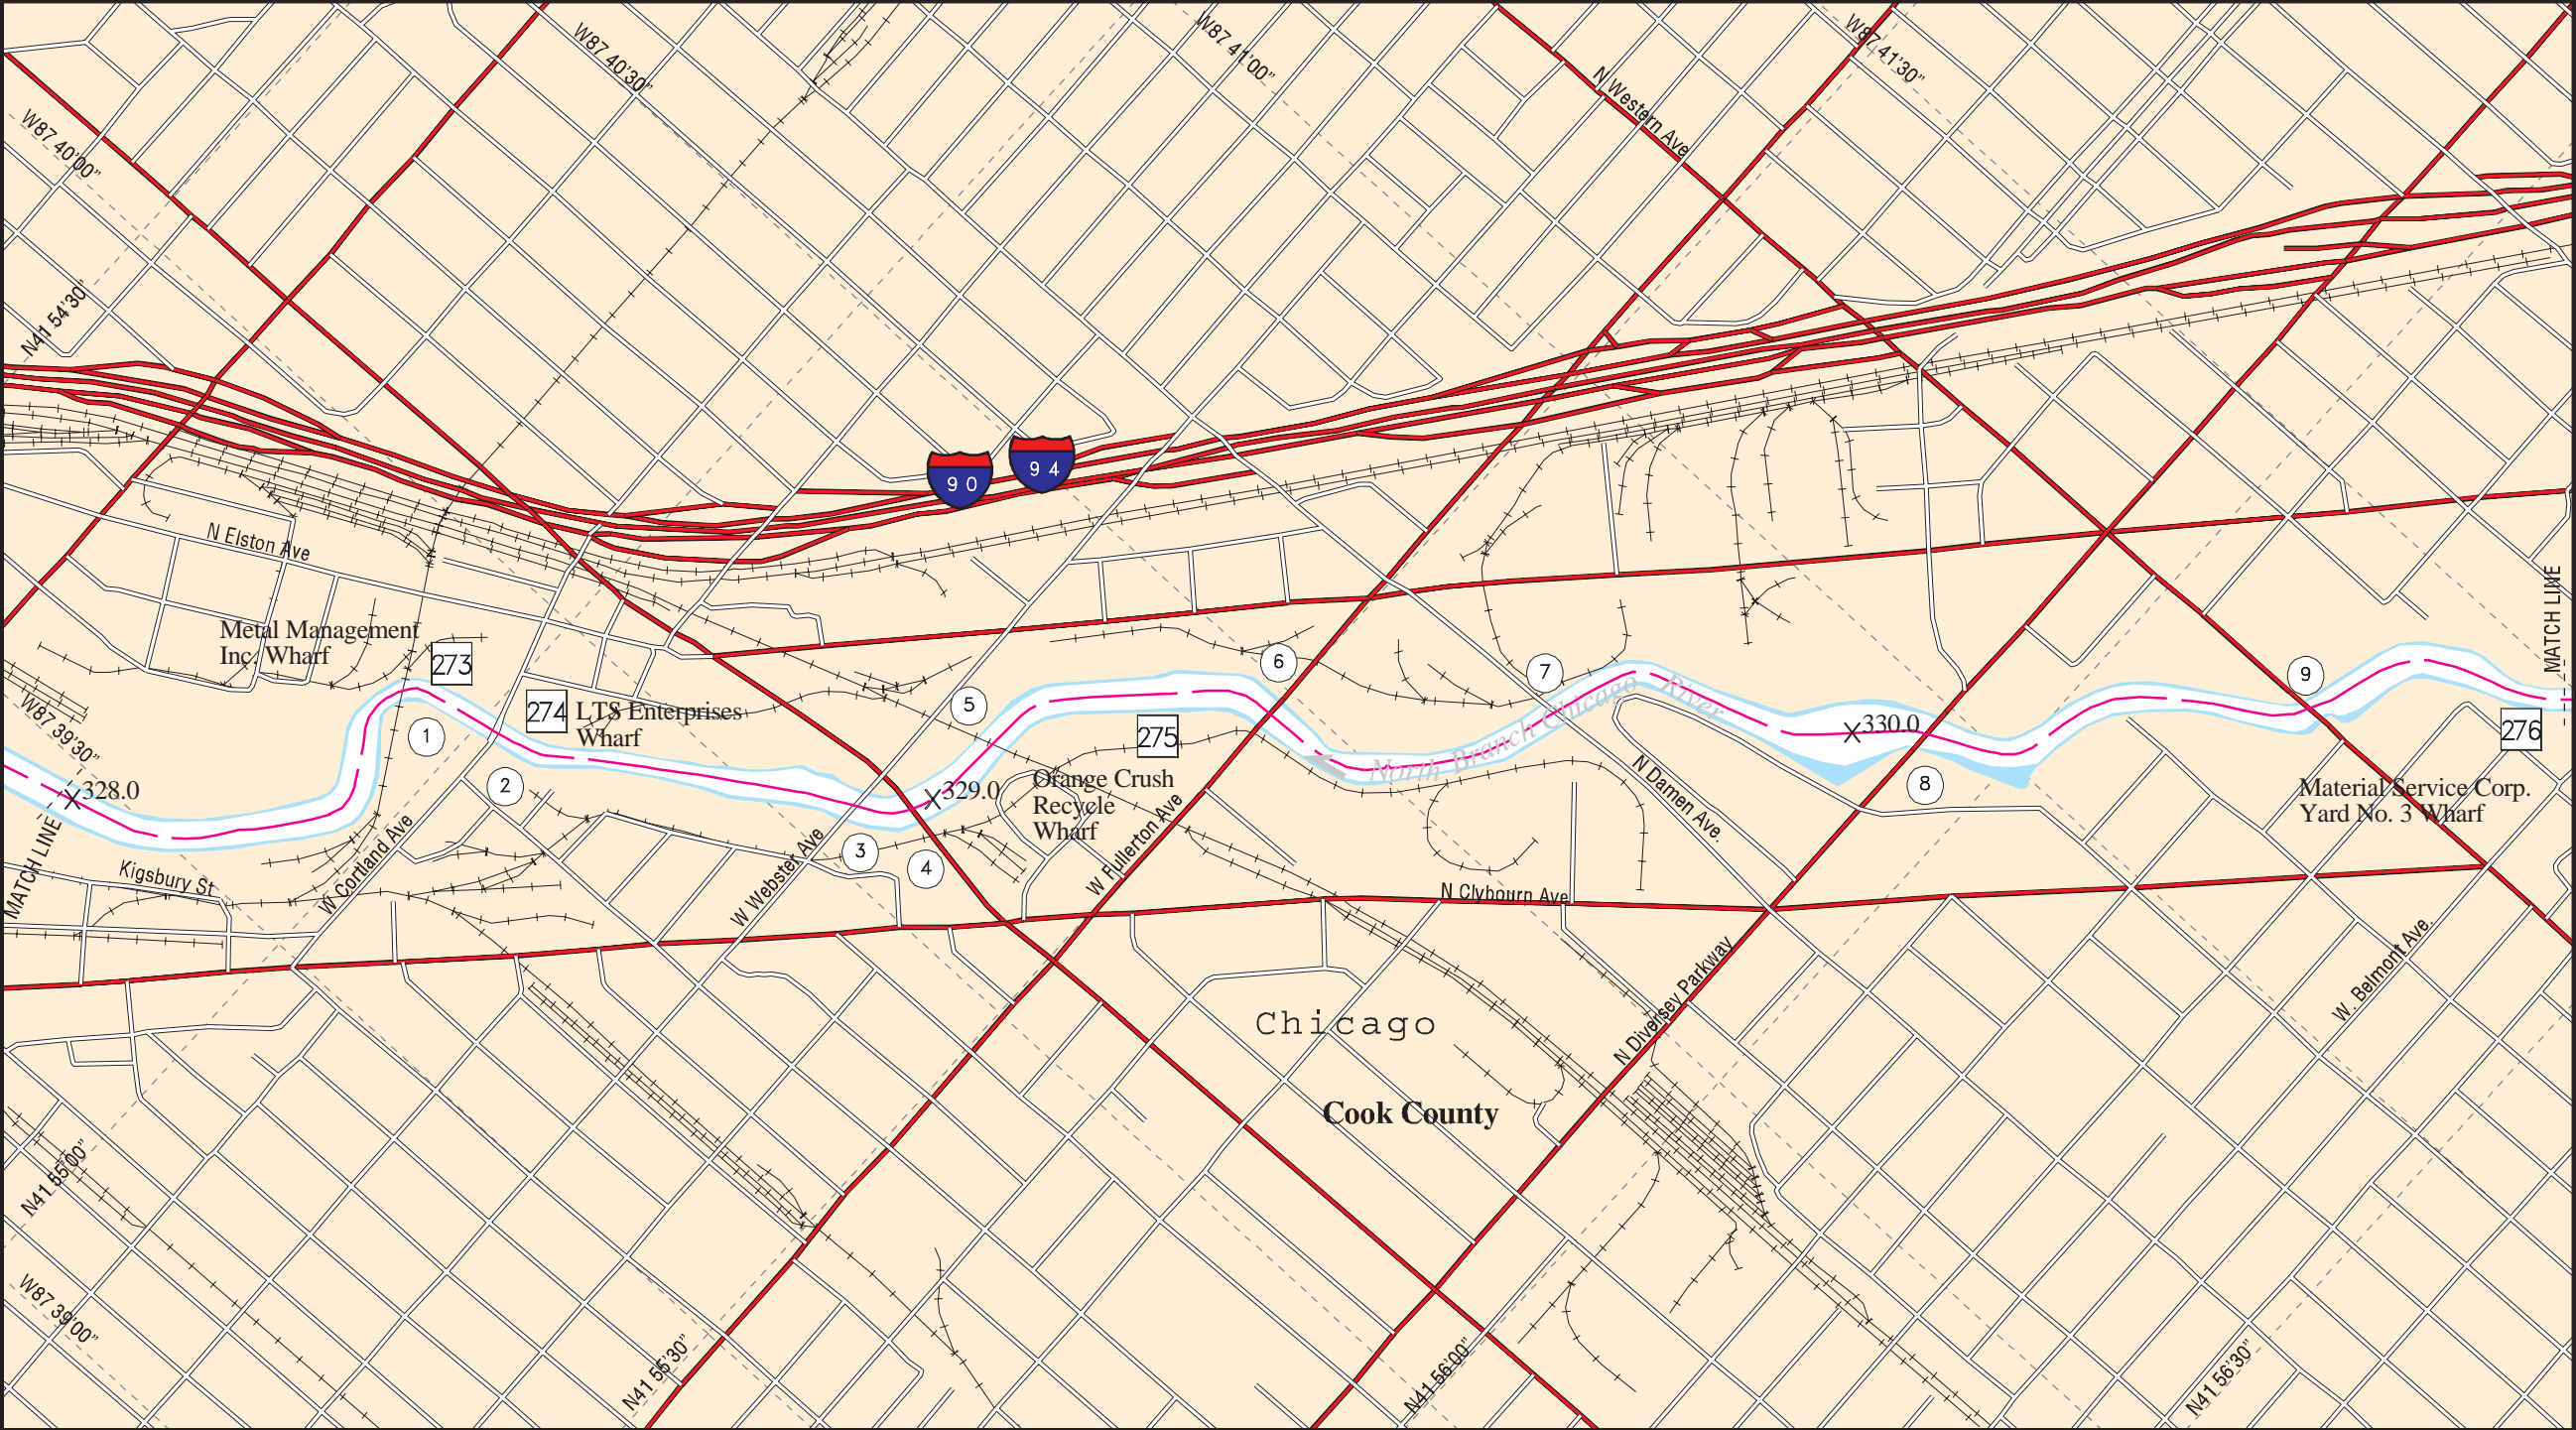 W87 40'30"
W87 41'00"
W87 41'30"
N Western Ave
W87 40'00"
N41 54'30"
90
94
N Elston Ave
MATCH LINE
Metal Management
Inc. Wharf
273
274
LTS Enterprises
Wharf
W87 39'30"
1
2
3
4
5
6
7
8
9
275
North Branch Chicago River
276
328.0
329.0
330.0
Orange Crush
Recycle
Wharf
Material Service Corp.
Yard No. 3 Wharf
MATCH LINE
Kigsbury St
W Cortland Ave
W Webster Ave
W Fullerton Ave
N Damen Ave.
N Clybourn Ave
N Diversey Parkway
W. Belmont Ave.
Chicago
Cook County
N41 55'00"
W87 39'00"
N41 55'30"
N41 56'00"
N41 56'30"